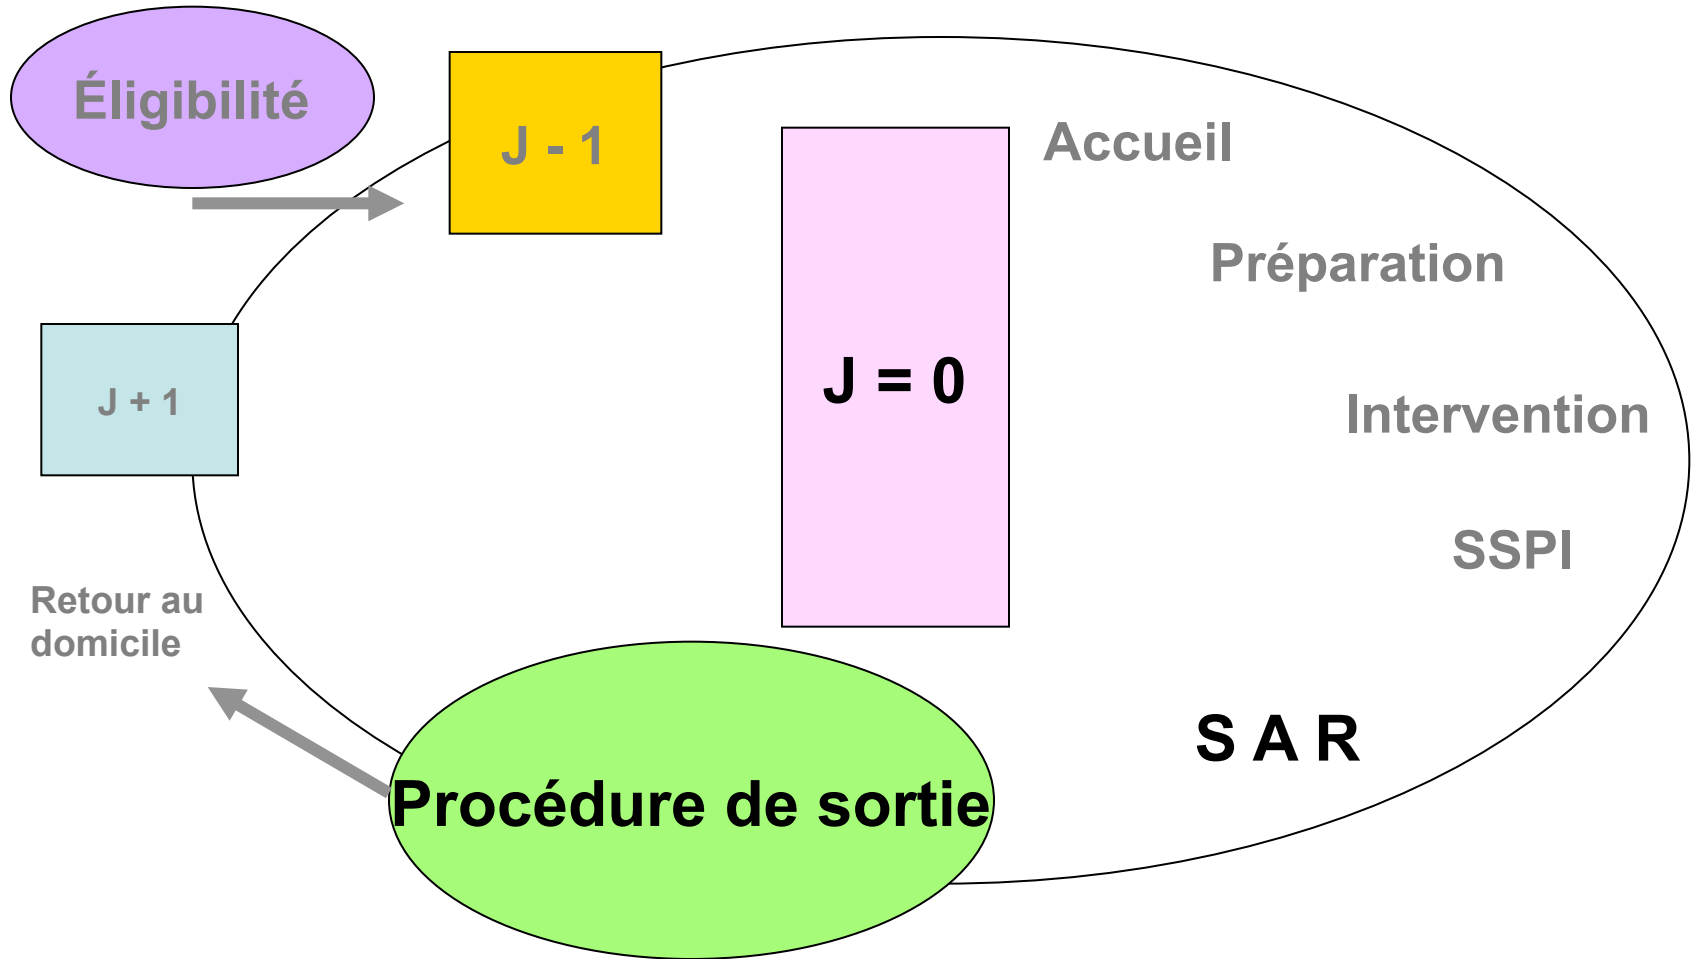 Éligibilité
J - 1
Accueil
Préparation
J = 0
J + 1
Intervention
SSPI
Retour au
domicile
S A R
Procédure de sortie